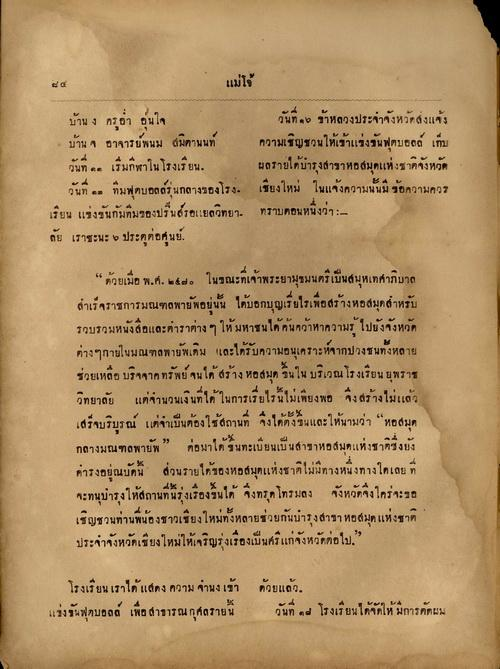 ๘๔
แม่โจ้
บ้าน ง ครูอ่ำ อุ่นใจ
บ้าน จ อาจารย์พนม สมิตานนท์
วันที่ ๑๑ เริ่มกีฬาในโรงเรียน.
วันที่ ๑๓ ทีมฟุตบอลล์รุ่นกลางของโรง-
เรียน แข่งขันกับทีมของปรินส์รอแยลวิทยา-
ลัย เราชะนะ ๖ ประตูต่อศูนย์.
วันที่ ๑๖ ข้าหลวงประจำจังหวัดส่งแจ้ง
ความเชิญชวนให้เข้าแข่งขันฟุตบอลล์ เก็บ
ผลรายได้บำรุงสาขาหอสมุดแห่งชาติจังหวัด
เชียงใหม่ ในแจ้งความนั้นมีข้อความควร
ทราบตอนหนึ่งว่า :—
“ด้วยเมื่อ พ.ศ. ๒๔๗๐ ในขณะที่เจ้าพระยามุขมนตรีเป็นสมุหเทศาภิบาล
สำเร็จราชการมณฑลพายัพอยู่นั้น ได้บอกบุญเรี่ยไรเพื่อสร้างหอสมุดสำหรับ
รวบรวมหนังสือและตำราต่างๆ ให้มหาชนได้ค้นคว้าหาความรู้ ไปยังจังหวัด
ต่างๆภายในมณฑลพายัพเดิม และได้รับความอนุเคราะห์จากปวงชนทั้งหลาย
ช่วยเหลือ บริจาคทรัพย์จนได้สร้างหอสมุดขึ้นใน บริเวณโรงเรียนยุพราช
วิทยาลัย แต่จำนวนเงินที่ได้ในการเรี่ยไรนี้ไม่เพียงพอ จึงสร้างไม่แล้ว
เสร็จบริบูรณ์ แต่จำเป็นต้องใช้สถานที่ จึงได้ตั้งขึ้นและให้นามว่า “หอสมุด
กลางมณฑลพายัพ” ต่อมาได้ขึ้นทะเบียนเป็นสาขาหอสมุดแห่งชาติซึ่งยัง
ดำรงอยู่ณบัดนี้ ส่วนรายได้ของหอสมุดแห่งชาติไม่มีทางหนึ่งทางใดเลย ที่
จะทนุบำรุงให้สถานที่นี้รุ่งเรืองขึ้นได้ จึงทรุดโทรมลง จังหวัดจึงใคร่จะขอ
เชิญชวนท่านพี่น้องชาวเชียงใหม่ทั้งหลายช่วยกันบำรุงสาขาหอสมุดแห่งชาติ
ประจำจังหวัดเชียงใหม่ให้เจริญรุ่งเรืองเป็นศรีแก่จังหวัดต่อไป.”
โรงเรียนเราได้แสดงความจำนงเข้า
แข่งขันฟุตบอลล์ เพื่อสาธารณกุศลรายนี้
ด้วยแล้ว.
วันที่ ๑๘ โรงเรียนได้จัดให้มีการตัดผม